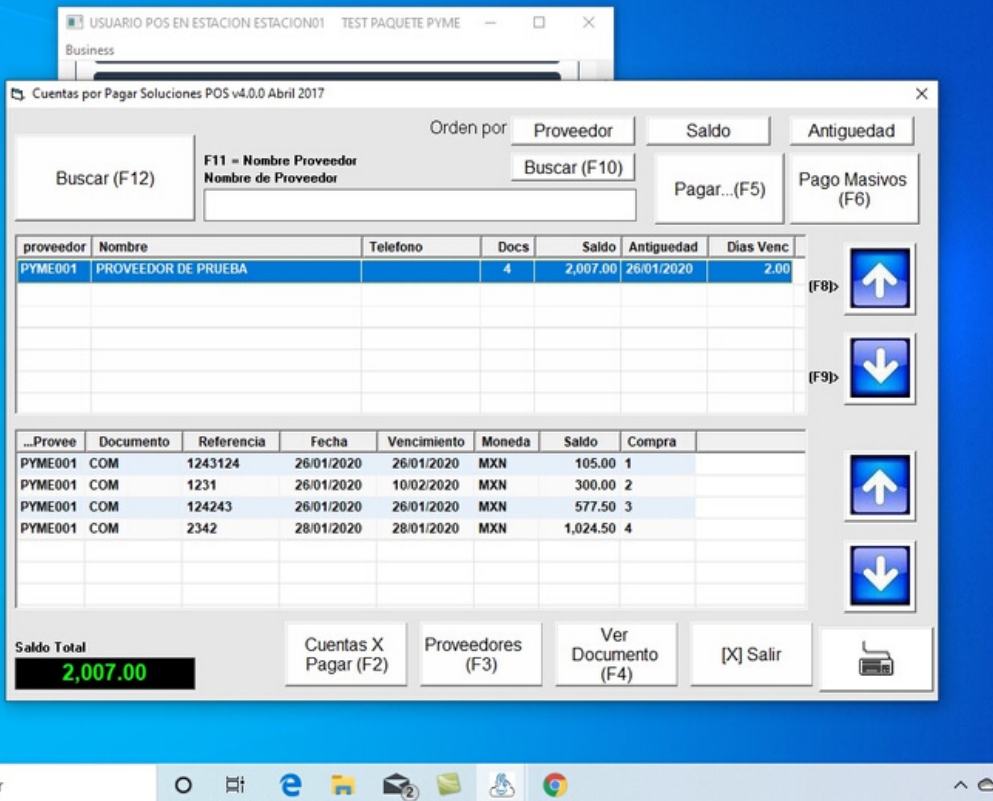 USUARIO POS EN ESTACION ESTACION01 TEST PAQUETE PYME
Business
Cuentas por Pagar Soluciones POS v4.0.0 Abril 2017
Orden por Proveedor Saldo Antiguedad
Buscar (F12)
F11 = Nombre Proveedor
Nombre de Proveedor
Buscar (F10)
Pagar...(F5)
Pago Masivos
(F6)
proveedor Nombre Telefono Docs Saldo Antiguedad Dias Venc
PYME001 PROVEEDOR DE PRUEBA 4 2,007.00 26/01/2020 2.00
(F8)>
(F9)>
...Provee Documento Referencia Fecha Vencimiento Moneda Saldo Compra
PYME001 COM 1243124 26/01/2020 26/01/2020 MXN 105.00 1
PYME001 COM 1231 26/01/2020 10/02/2020 MXN 300.00 2
PYME001 COM 124243 26/01/2020 26/01/2020 MXN 577.50 3
PYME001 COM 2342 28/01/2020 28/01/2020 MXN 1,024.50 4
Saldo Total
2,007.00
Cuentas X
Pagar (F2)
Proveedores
(F3)
Ver
Documento
(F4)
[X] Salir
r
2